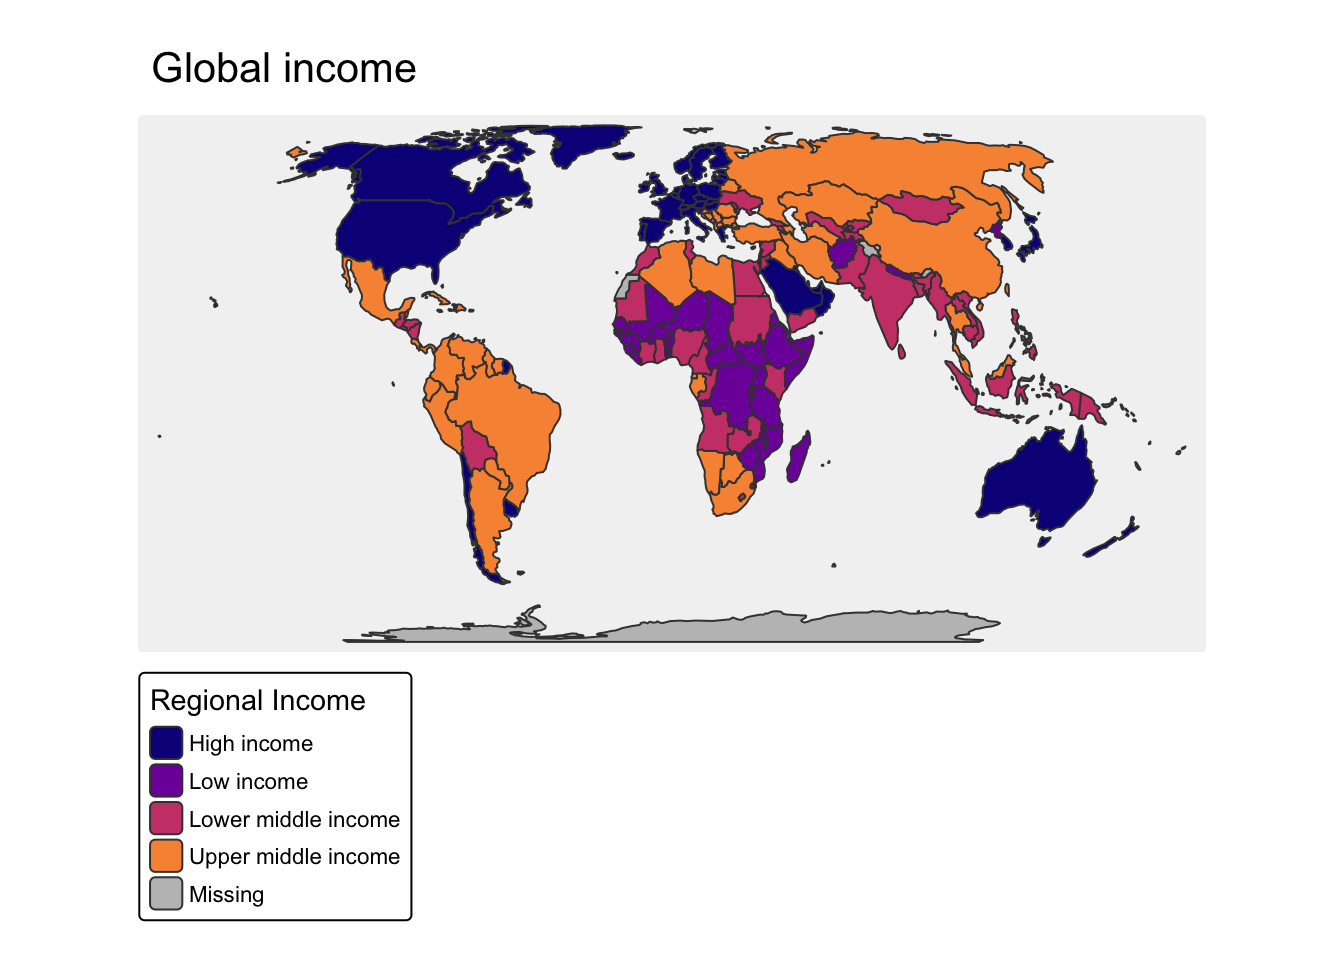 Global income
Regional Income
High income
Low income
Lower middle income
Upper middle income
Missing